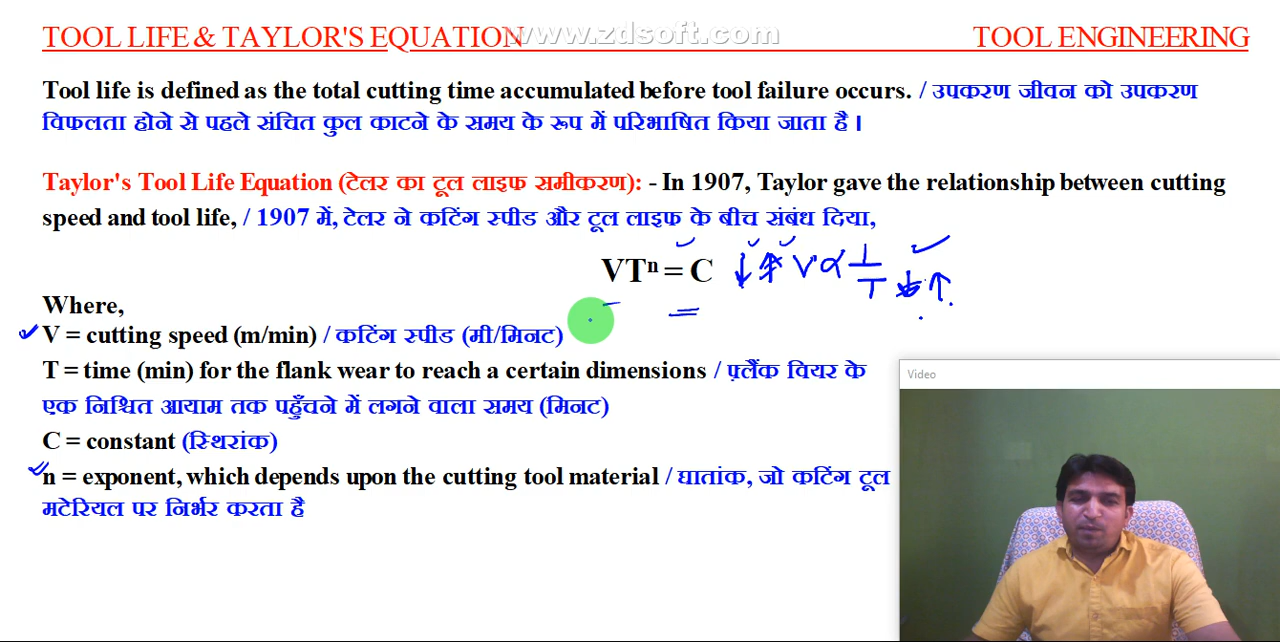 TOOL LIFE & TAYLOR'S EQUATION www.zdsoft.com TOOL ENGINEERING
Tool life is defined as the total cutting time accumulated before tool failure occurs. / उपकरण जीवन को उपकरण
विफलता होने से पहले संचित कुल काटने के समय के रूप में परिभाषित किया जाता है।
Taylor's Tool Life Equation (टेलर का टूल लाइफ समीकरण): - In 1907, Taylor gave the relationship between cutting
speed and tool life, / 1907 में, टेलर ने कटिंग स्पीड और टूल लाइफ के बीच संबंध दिया,
VTⁿ = C ↓ ↑ V ∝ 1/T ↓ ↑
Where,
V = cutting speed (m/min) / कटिंग स्पीड (मी/मिनट)
T = time (min) for the flank wear to reach a certain dimensions / फ़्लैंक वियर के
एक निश्चित आयाम तक पहुँचने में लगने वाला समय (मिनट)
C = constant (स्थिरांक)
n = exponent, which depends upon the cutting tool material / घातांक, जो कटिंग टूल
मटेरियल पर निर्भर करता है
Video